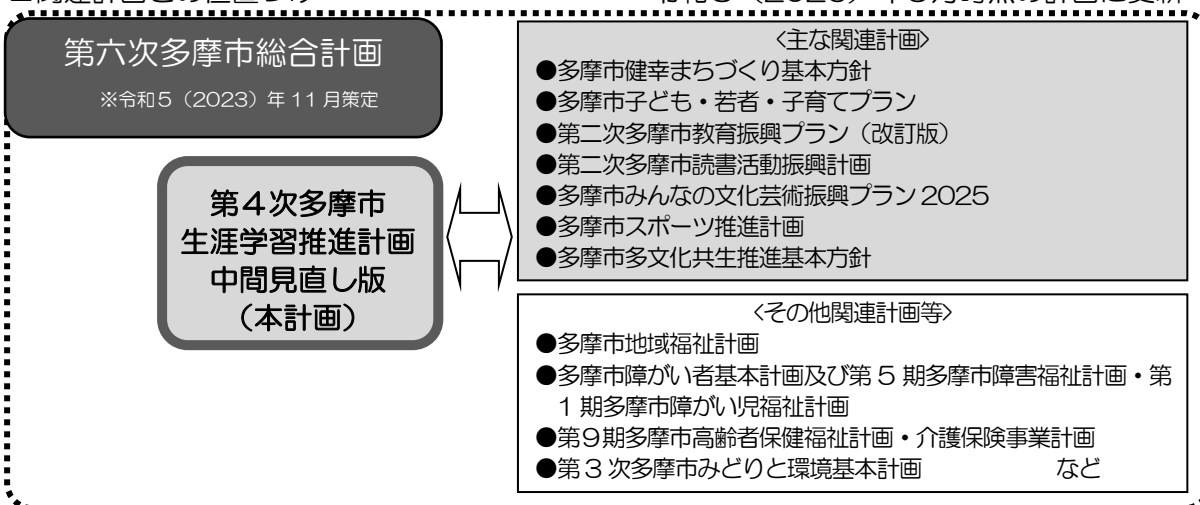 第六次多摩市総合計画
※令和５（2023）年 11 月策定
第４次多摩市
生涯学習推進計画
中間見直し版
（本計画）
〈主な関連計画〉
●多摩市健幸まちづくり基本方針
●多摩市子ども・若者・子育てプラン
●第二次多摩市教育振興プラン（改訂版）
●第二次多摩市読書活動振興計画
●多摩市みんなの文化芸術振興プラン 2025
●多摩市スポーツ推進計画
●多摩市多文化共生推進基本方針
〈その他関連計画等〉
●多摩市地域福祉計画
●多摩市障がい者基本計画及び第 5 期多摩市障害福祉計画・第
1 期多摩市障がい児福祉計画
●第９期多摩市高齢者保健福祉計画・介護保険事業計画
●第 3 次多摩市みどりと環境基本計画　　　　　など